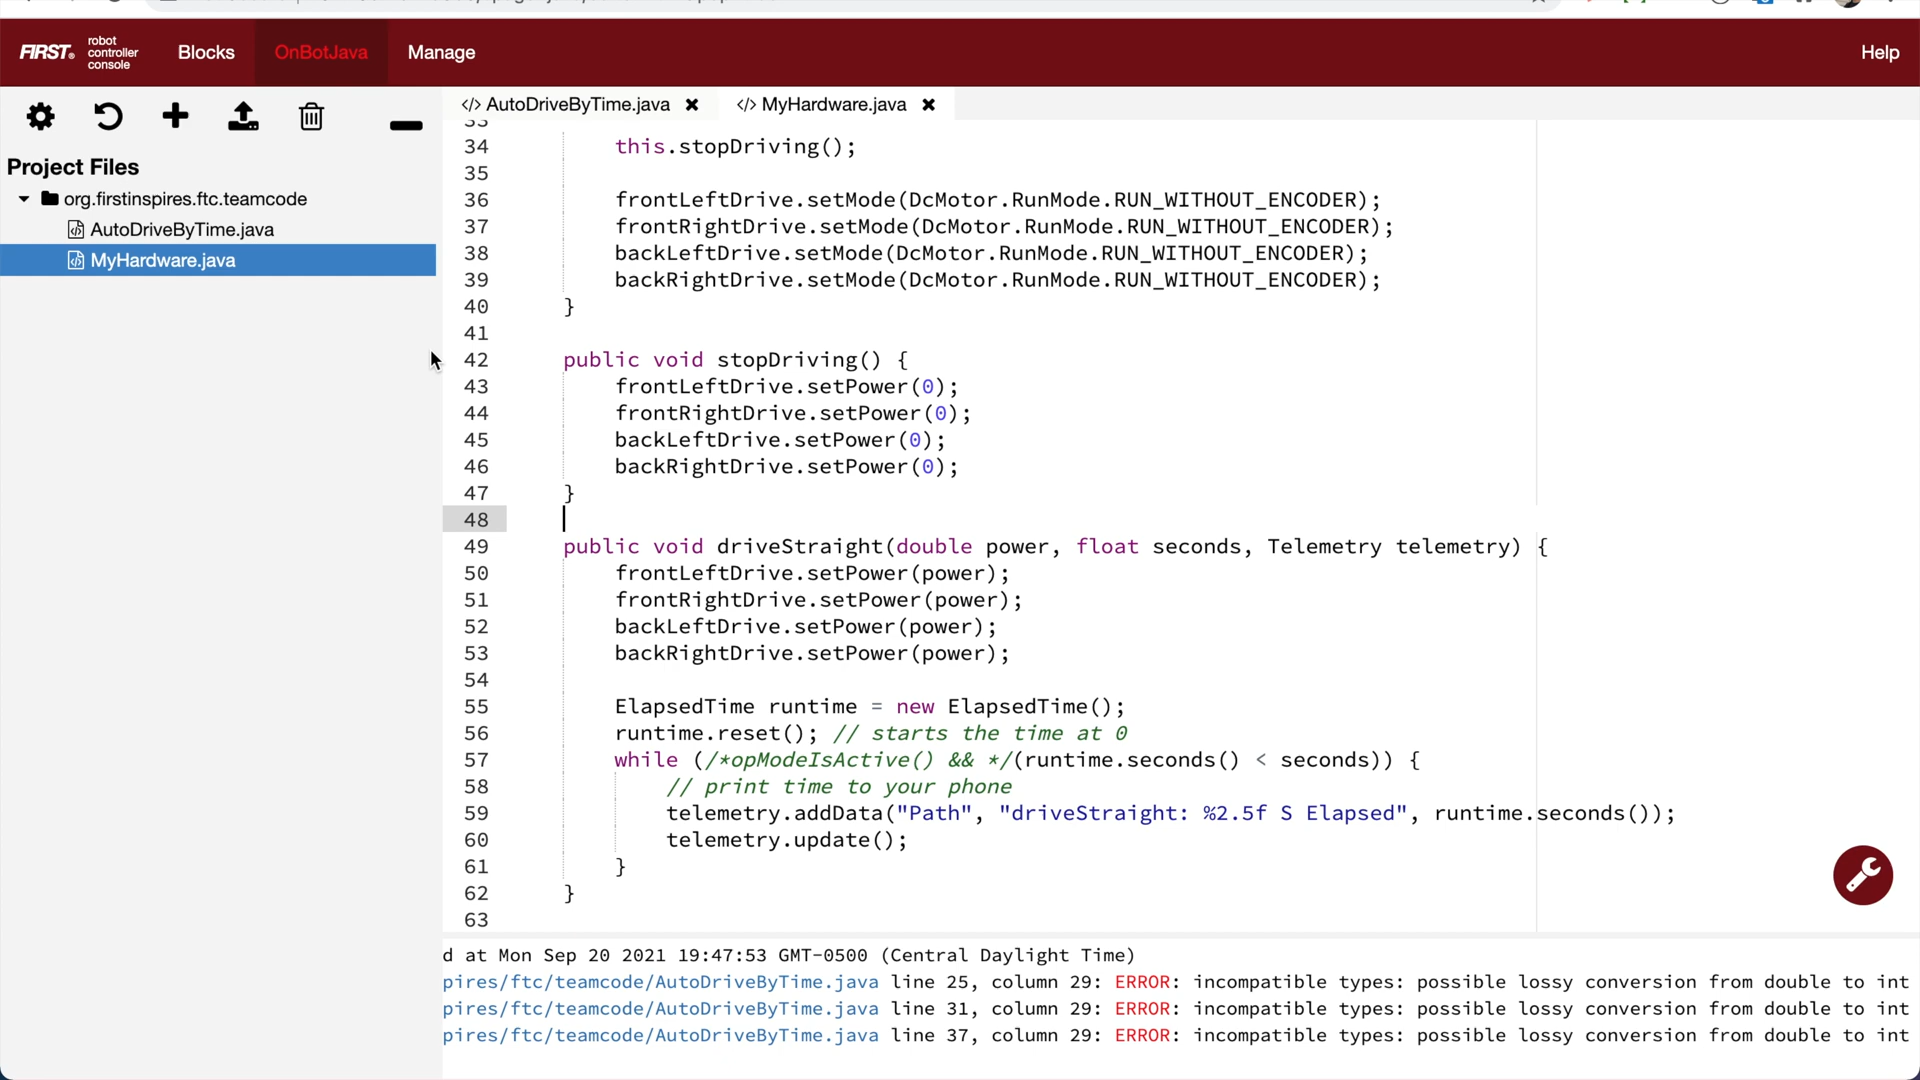 FIRST® robot controller console
Blocks
OnBotJava
Manage
Help
</> AutoDriveByTime.java ✖
</> MyHardware.java ✖
Project Files
org.firstinspires.ftc.teamcode
AutoDriveByTime.java
MyHardware.java
33
34 this.stopDriving();
35
36 frontLeftDrive.setMode(DcMotor.RunMode.RUN_WITHOUT_ENCODER);
37 frontRightDrive.setMode(DcMotor.RunMode.RUN_WITHOUT_ENCODER);
38 backLeftDrive.setMode(DcMotor.RunMode.RUN_WITHOUT_ENCODER);
39 backRightDrive.setMode(DcMotor.RunMode.RUN_WITHOUT_ENCODER);
40 }
41
42 public void stopDriving() {
43 frontLeftDrive.setPower(0);
44 frontRightDrive.setPower(0);
45 backLeftDrive.setPower(0);
46 backRightDrive.setPower(0);
47 }
48
49 public void driveStraight(double power, float seconds, Telemetry telemetry) {
50 frontLeftDrive.setPower(power);
51 frontRightDrive.setPower(power);
52 backLeftDrive.setPower(power);
53 backRightDrive.setPower(power);
54
55 ElapsedTime runtime = new ElapsedTime();
56 runtime.reset(); // starts the time at 0
57 while (/*opModeIsActive() && */(runtime.seconds() < seconds)) {
58 // print time to your phone
59 telemetry.addData("Path", "driveStraight: %2.5f S Elapsed", runtime.seconds());
60 telemetry.update();
61 }
62 }
63
d at Mon Sep 20 2021 19:47:53 GMT-0500 (Central Daylight Time)
pires/ftc/teamcode/AutoDriveByTime.java line 25, column 29: ERROR: incompatible types: possible lossy conversion from double to int
pires/ftc/teamcode/AutoDriveByTime.java line 31, column 29: ERROR: incompatible types: possible lossy conversion from double to int
pires/ftc/teamcode/AutoDriveByTime.java line 37, column 29: ERROR: incompatible types: possible lossy conversion from double to int